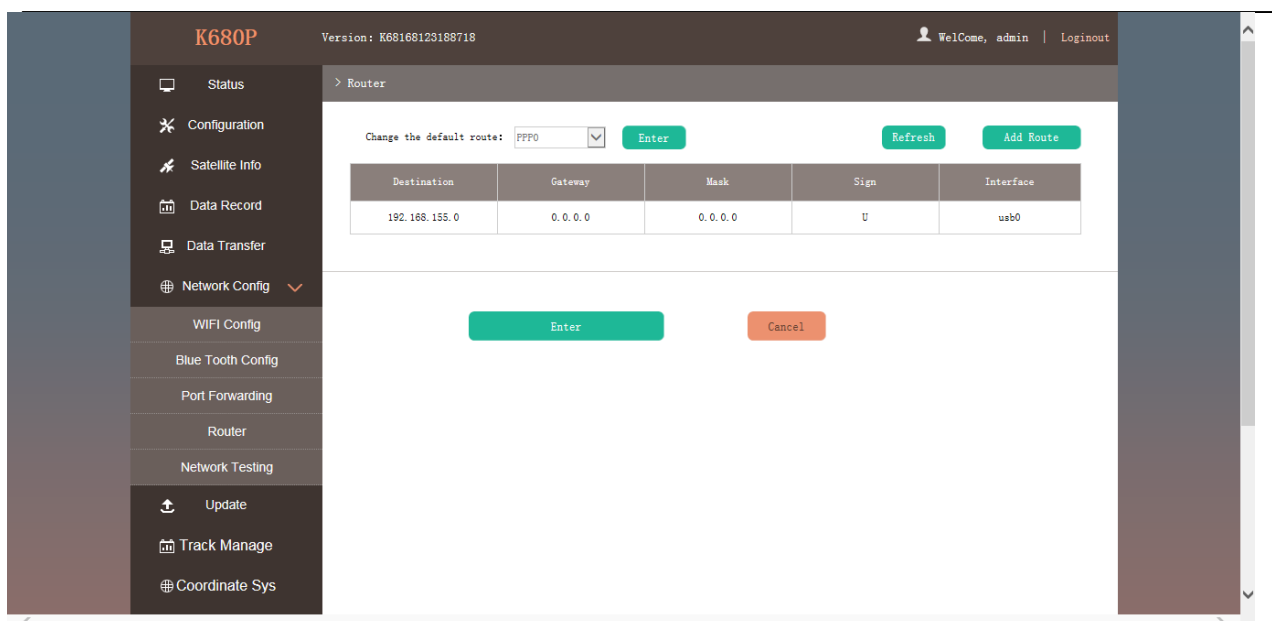 K680P
Version: K68168123188718
WelCome, admin | Loginout
Status
Configuration
Satellite Info
Data Record
Data Transfer
Network Config
WIFI Config
Blue Tooth Config
Port Forwarding
Router
Network Testing
Update
Track Manage
Coordinate Sys
> Router
Change the default route: PPP0 Enter Refresh Add Route
Destination Gateway Mask Sign Interface
192.168.155.0 0.0.0.0 0.0.0.0 U usb0
Enter Cancel